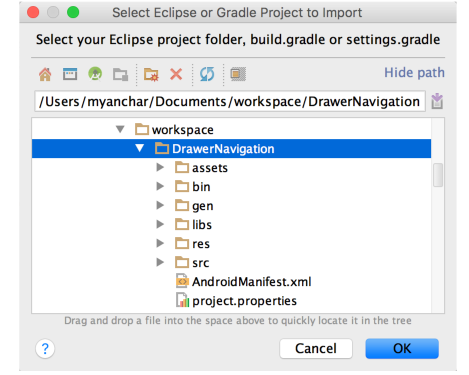 Select Eclipse or Gradle Project to Import
Select your Eclipse project folder, build.gradle or settings.gradle
Hide path
/Users/myanchar/Documents/workspace/DrawerNavigation
workspace
DrawerNavigation
assets
bin
gen
libs
res
src
AndroidManifest.xml
project.properties
Drag and drop a file into the space above to quickly locate it in the tree
? Cancel OK